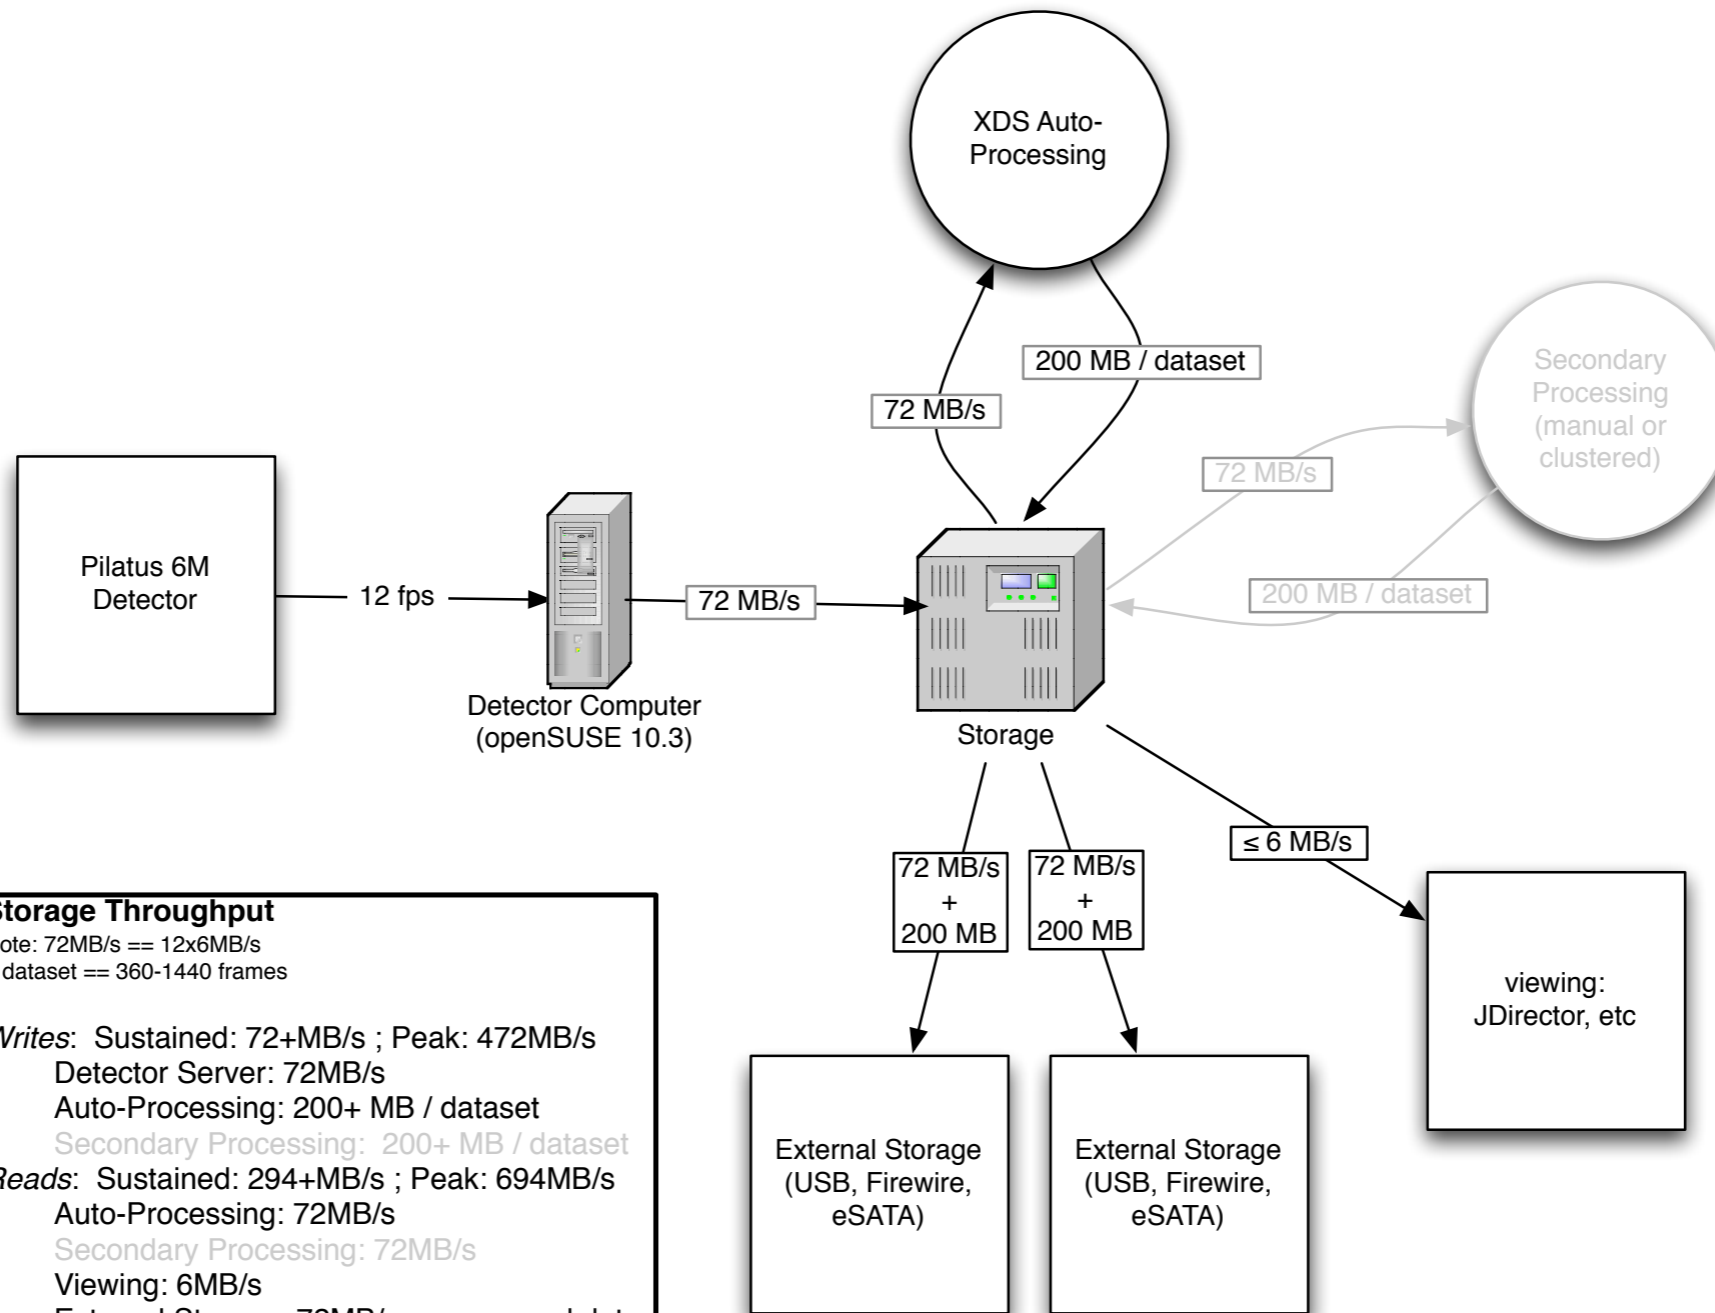 XDS Auto-
Processing
200 MB / dataset
72 MB/s
Secondary
Processing
(manual or
clustered)
72 MB/s
200 MB / dataset
Pilatus 6M
Detector
12 fps
72 MB/s
Detector Computer
(openSUSE 10.3)
Storage
≤ 6 MB/s
72 MB/s
+
200 MB
72 MB/s
+
200 MB
viewing:
JDirector, etc
External Storage
(USB, Firewire,
eSATA)
External Storage
(USB, Firewire,
eSATA)
Storage Throughput
ote: 72MB/s == 12x6MB/s
dataset == 360-1440 frames
Writes: Sustained: 72+MB/s ; Peak: 472MB/s
Detector Server: 72MB/s
Auto-Processing: 200+ MB / dataset
Secondary Processing: 200+ MB / dataset
Reads: Sustained: 294+MB/s ; Peak: 694MB/s
Auto-Processing: 72MB/s
Secondary Processing: 72MB/s
Viewing: 6MB/s